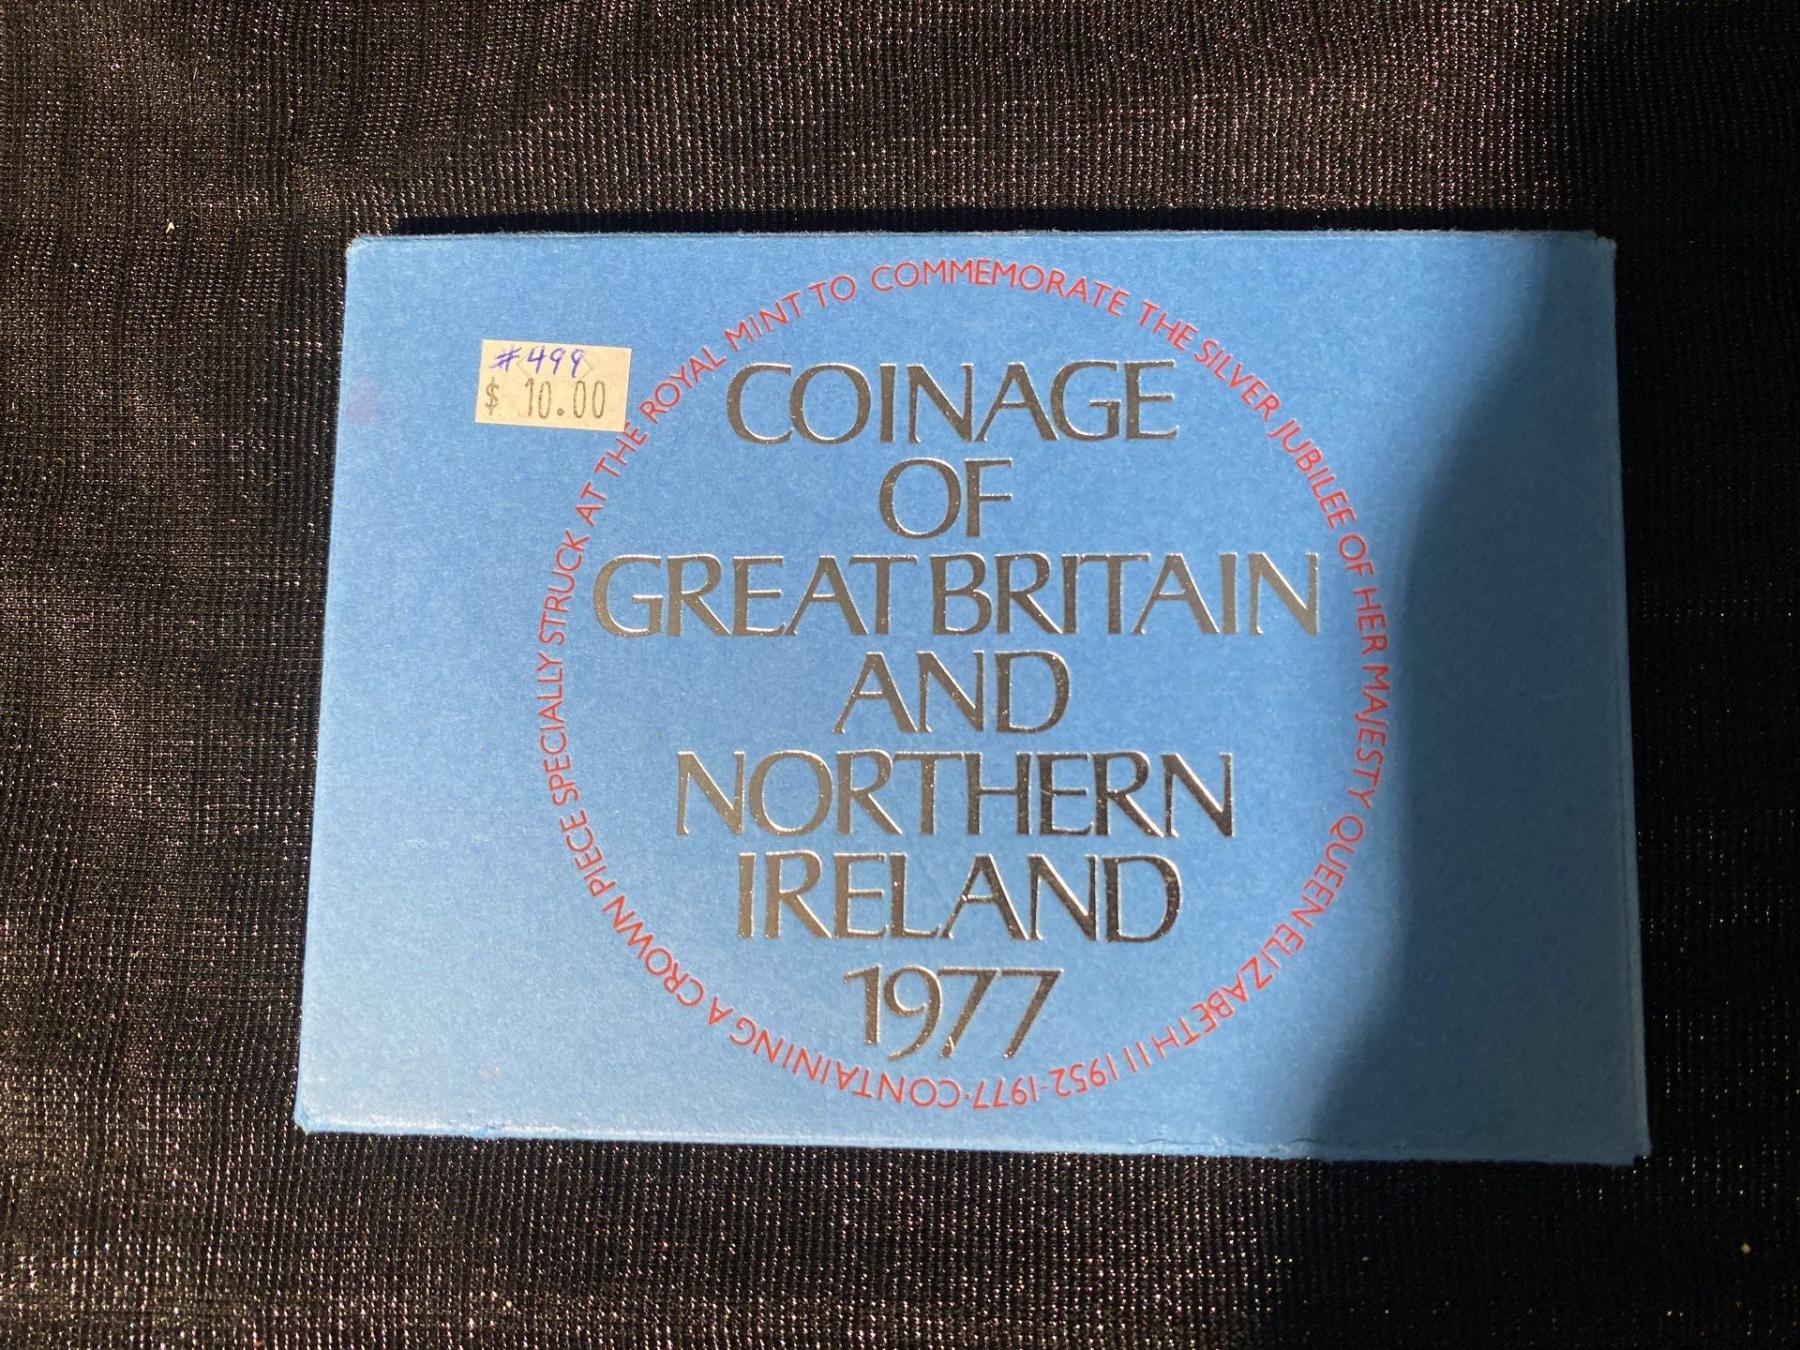 #499
$ 10.00
COINAGE
OF
GREAT BRITAIN
AND
NORTHERN
IRELAND
1977
CONTAINING A CROWN PIECE SPECIALLY STRUCK AT THE ROYAL MINT TO COMMEMORATE THE SILVER JUBILEE OF HER MAJESTY QUEEN ELIZABETH II 1952-1977·